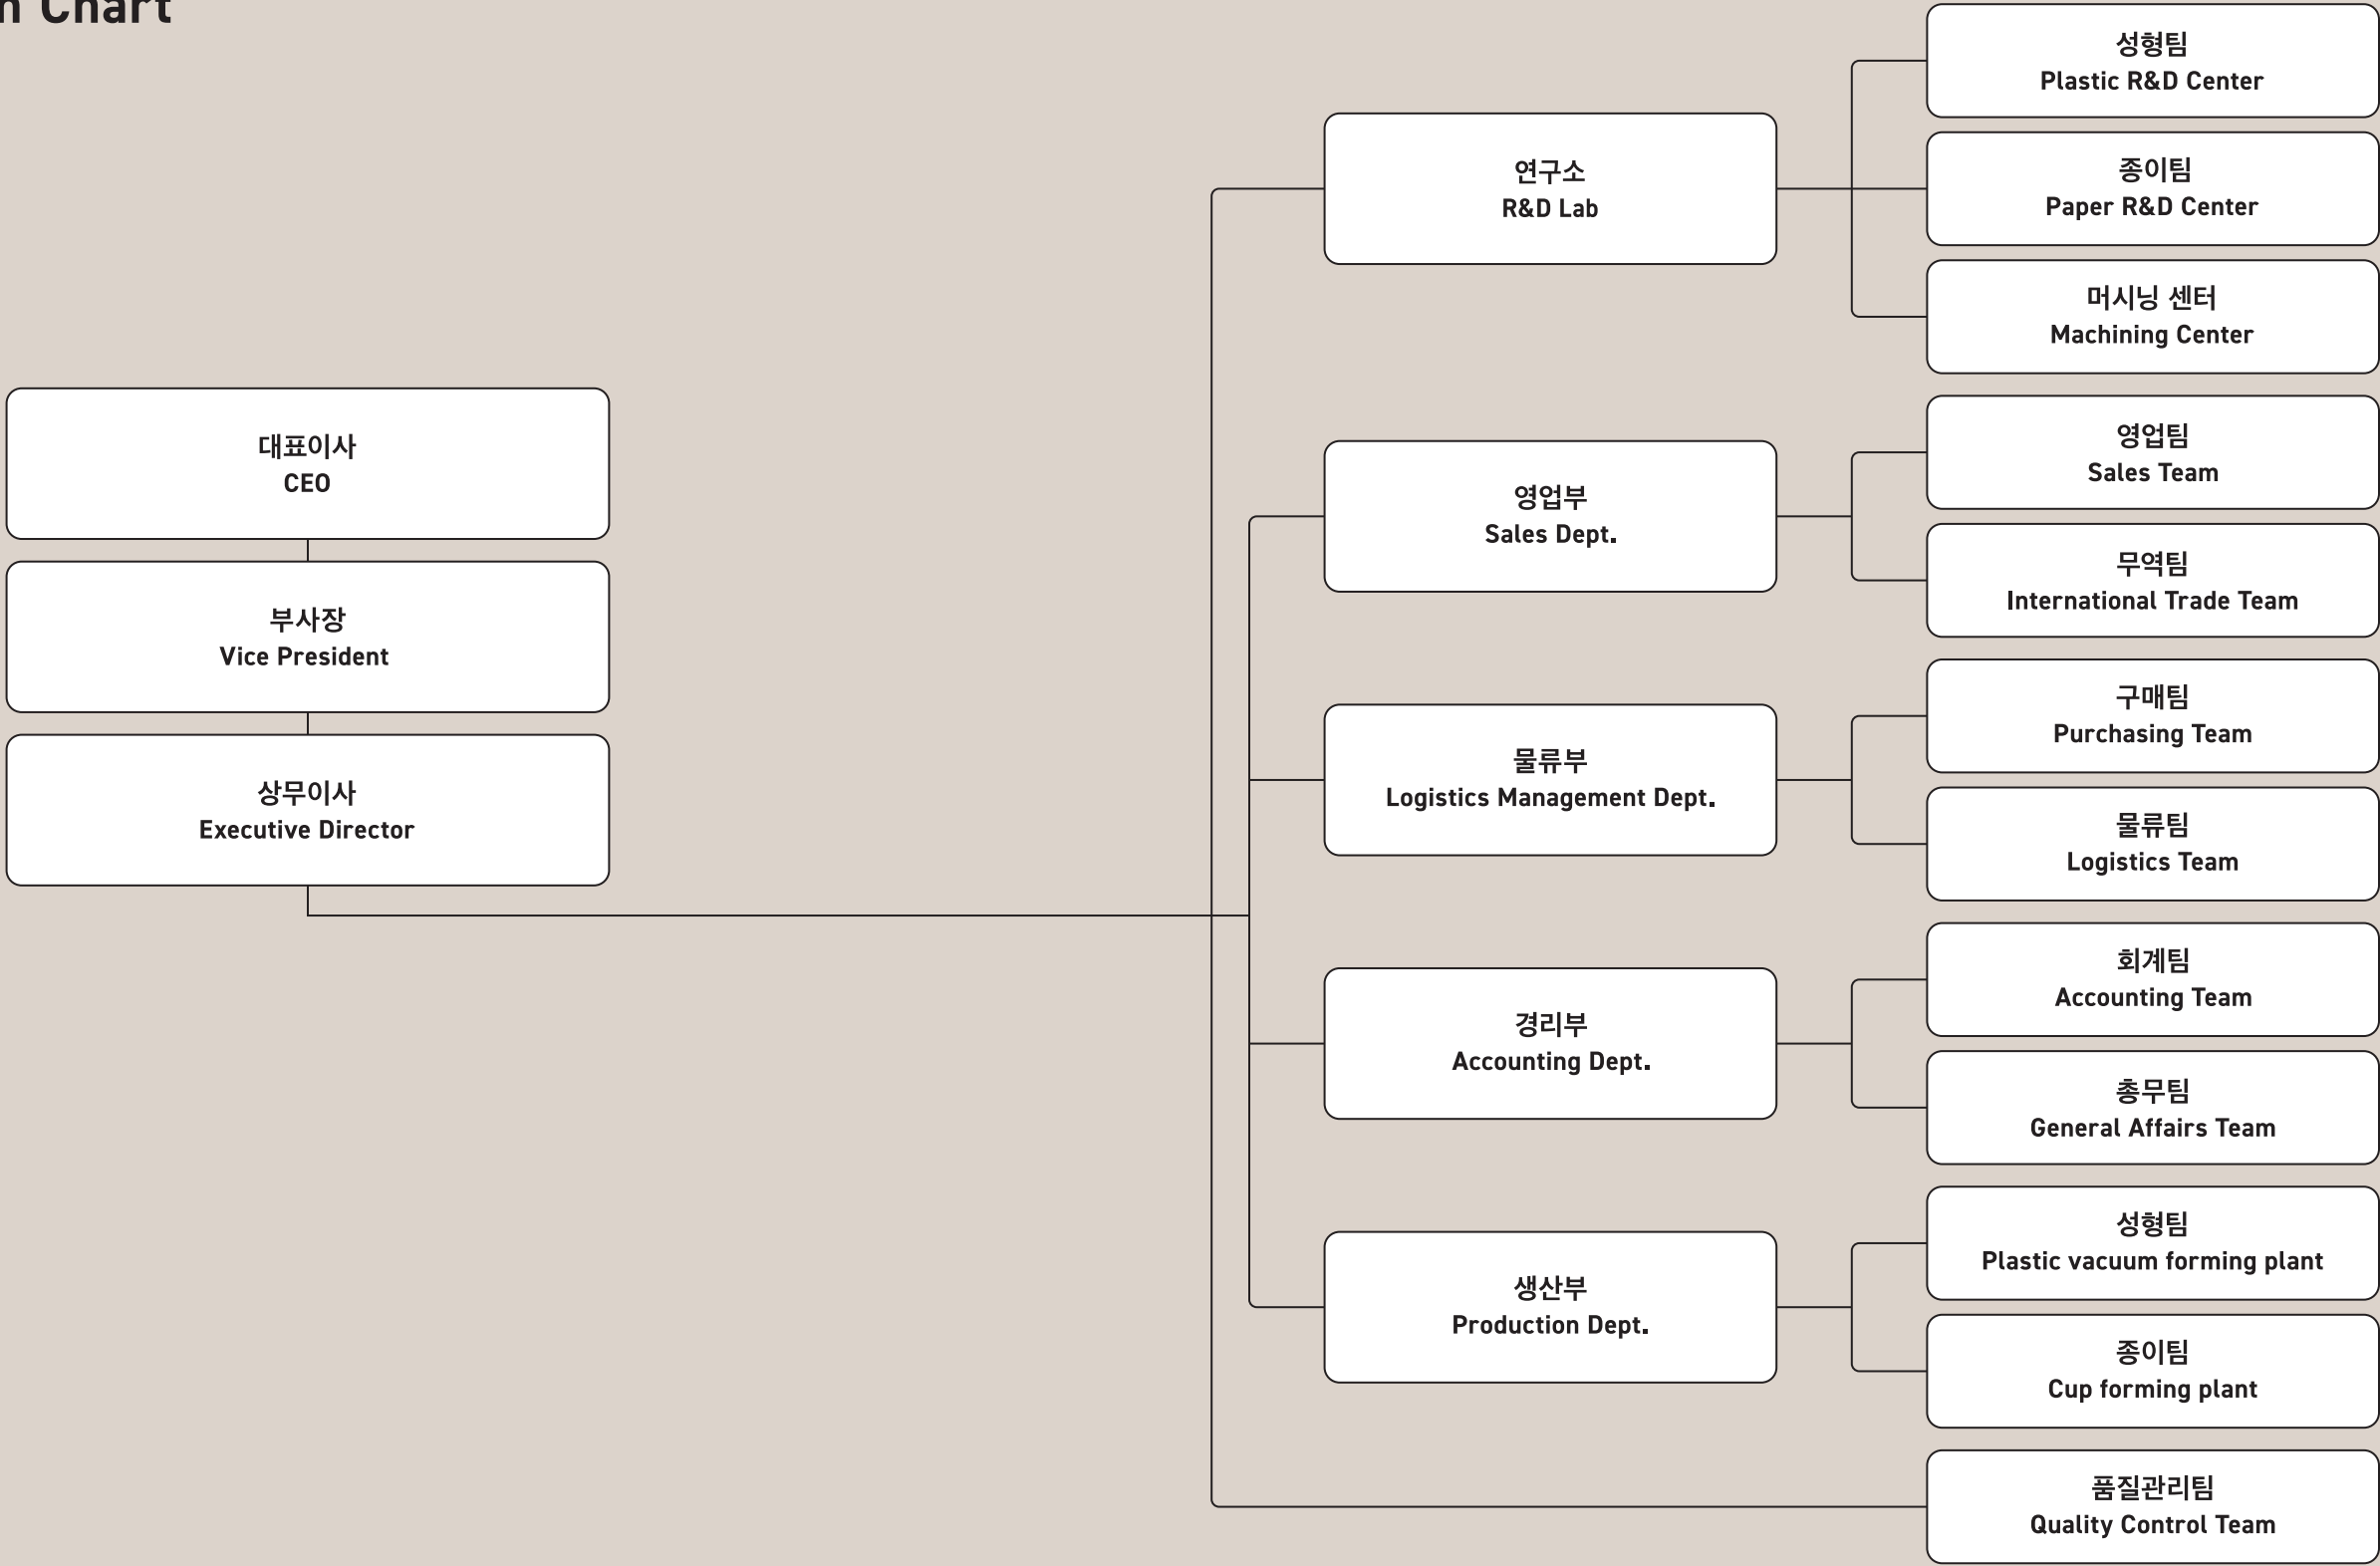 n Chart
대표이사
CEO
부사장
Vice President
상무이사
Executive Director
연구소
R&D Lab
성형팀
Plastic R&D Center
종이팀
Paper R&D Center
머시닝 센터
Machining Center
영업부
Sales Dept.
영업팀
Sales Team
무역팀
International Trade Team
물류부
Logistics Management Dept.
구매팀
Purchasing Team
물류팀
Logistics Team
경리부
Accounting Dept.
회계팀
Accounting Team
총무팀
General Affairs Team
생산부
Production Dept.
성형팀
Plastic vacuum forming plant
종이팀
Cup forming plant
품질관리팀
Quality Control Team